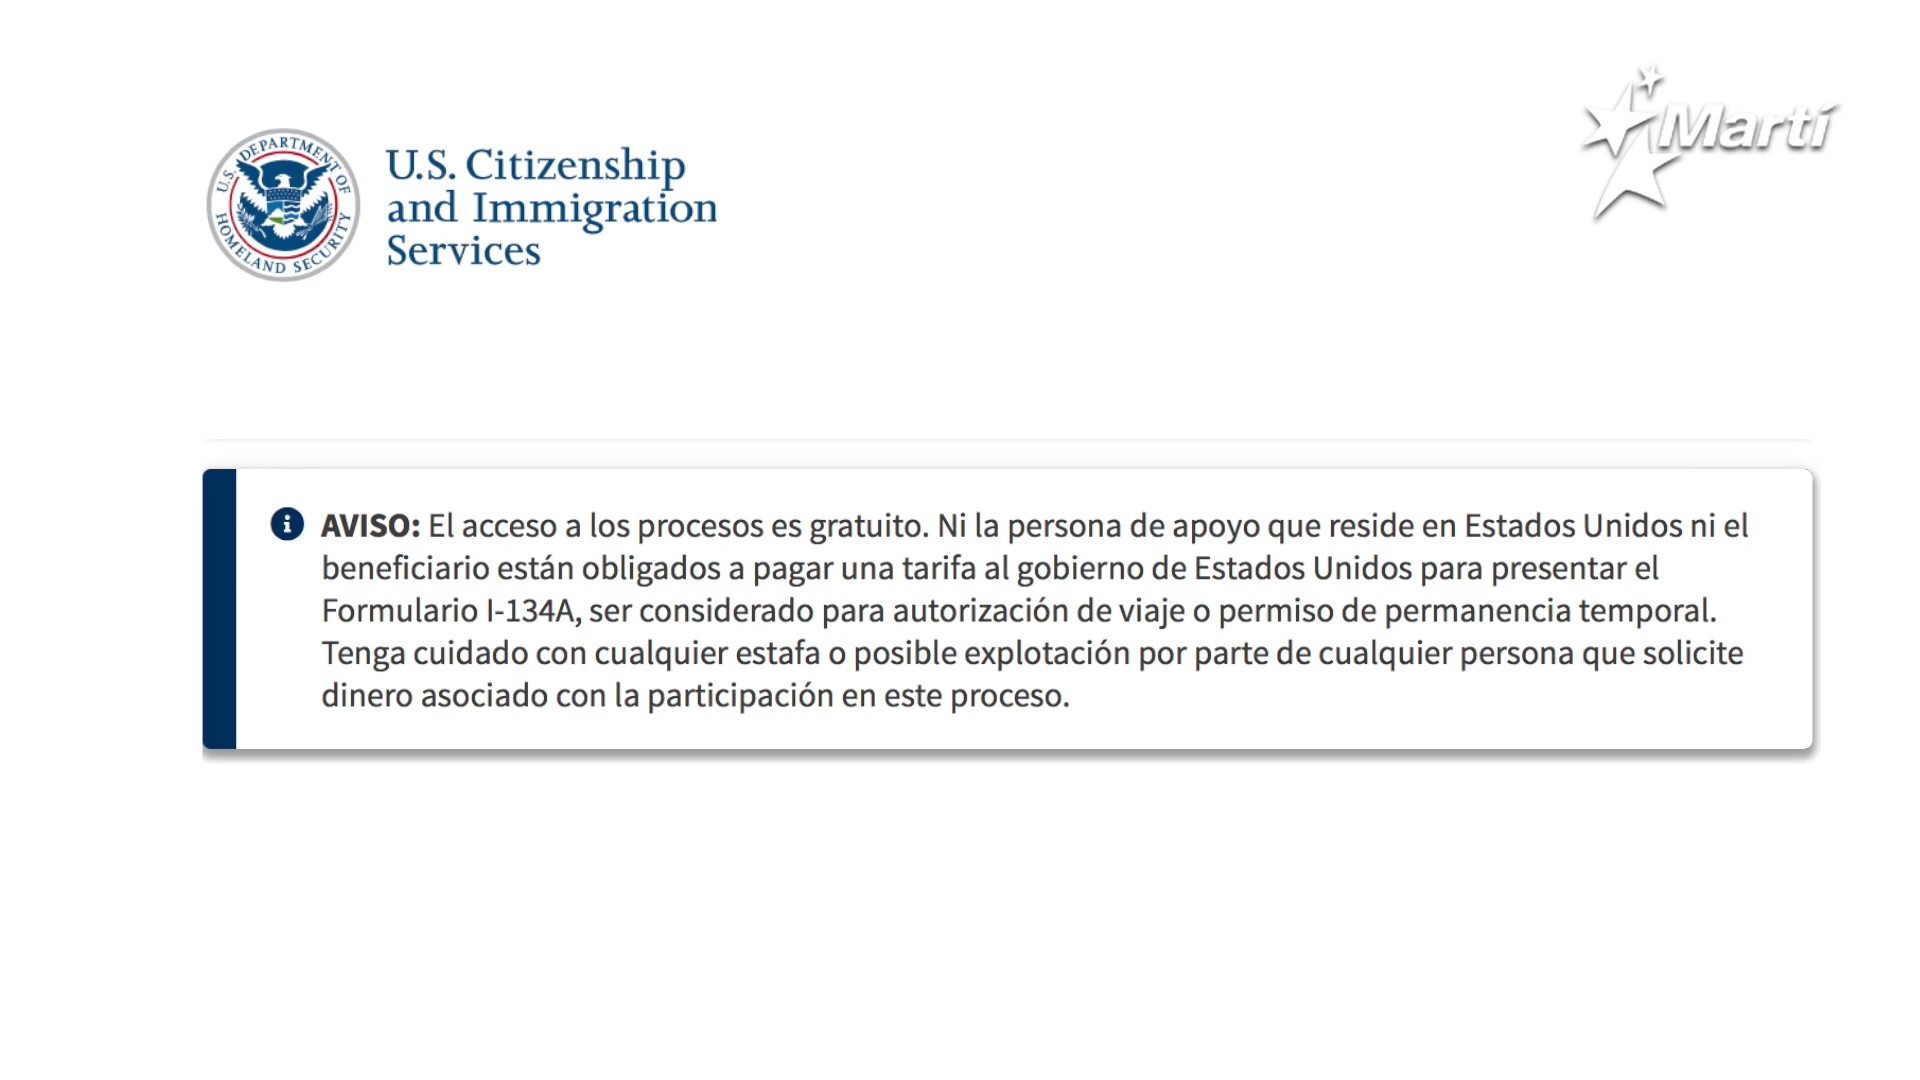 U.S. DEPARTMENT OF
HOMELAND SECURITY
U.S. Citizenship
and Immigration
Services
Martí
AVISO: El acceso a los procesos es gratuito. Ni la persona de apoyo que reside en Estados Unidos ni el
beneficiario están obligados a pagar una tarifa al gobierno de Estados Unidos para presentar el
Formulario I-134A, ser considerado para autorización de viaje o permiso de permanencia temporal.
Tenga cuidado con cualquier estafa o posible explotación por parte de cualquier persona que solicite
dinero asociado con la participación en este proceso.